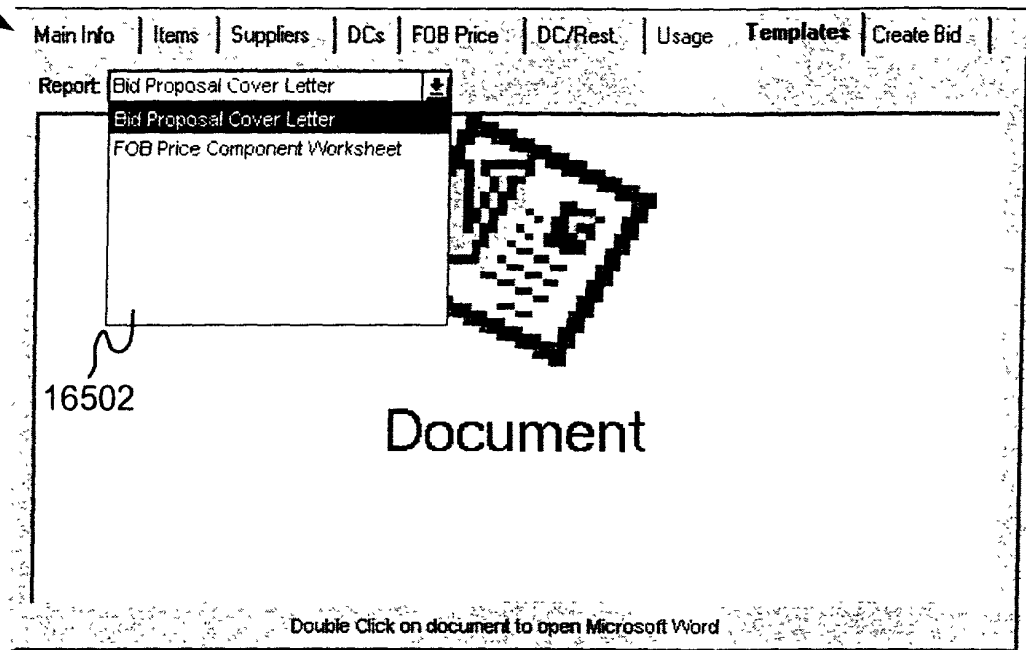 Main Info Items Suppliers DCs FOB Price DC/Rest. Usage Templates Create Bid
Report: Bid Proposal Cover Letter
Bid Proposal Cover Letter
FOB Price Component Worksheet
16502
Document
Double Click on document to open Microsoft Word